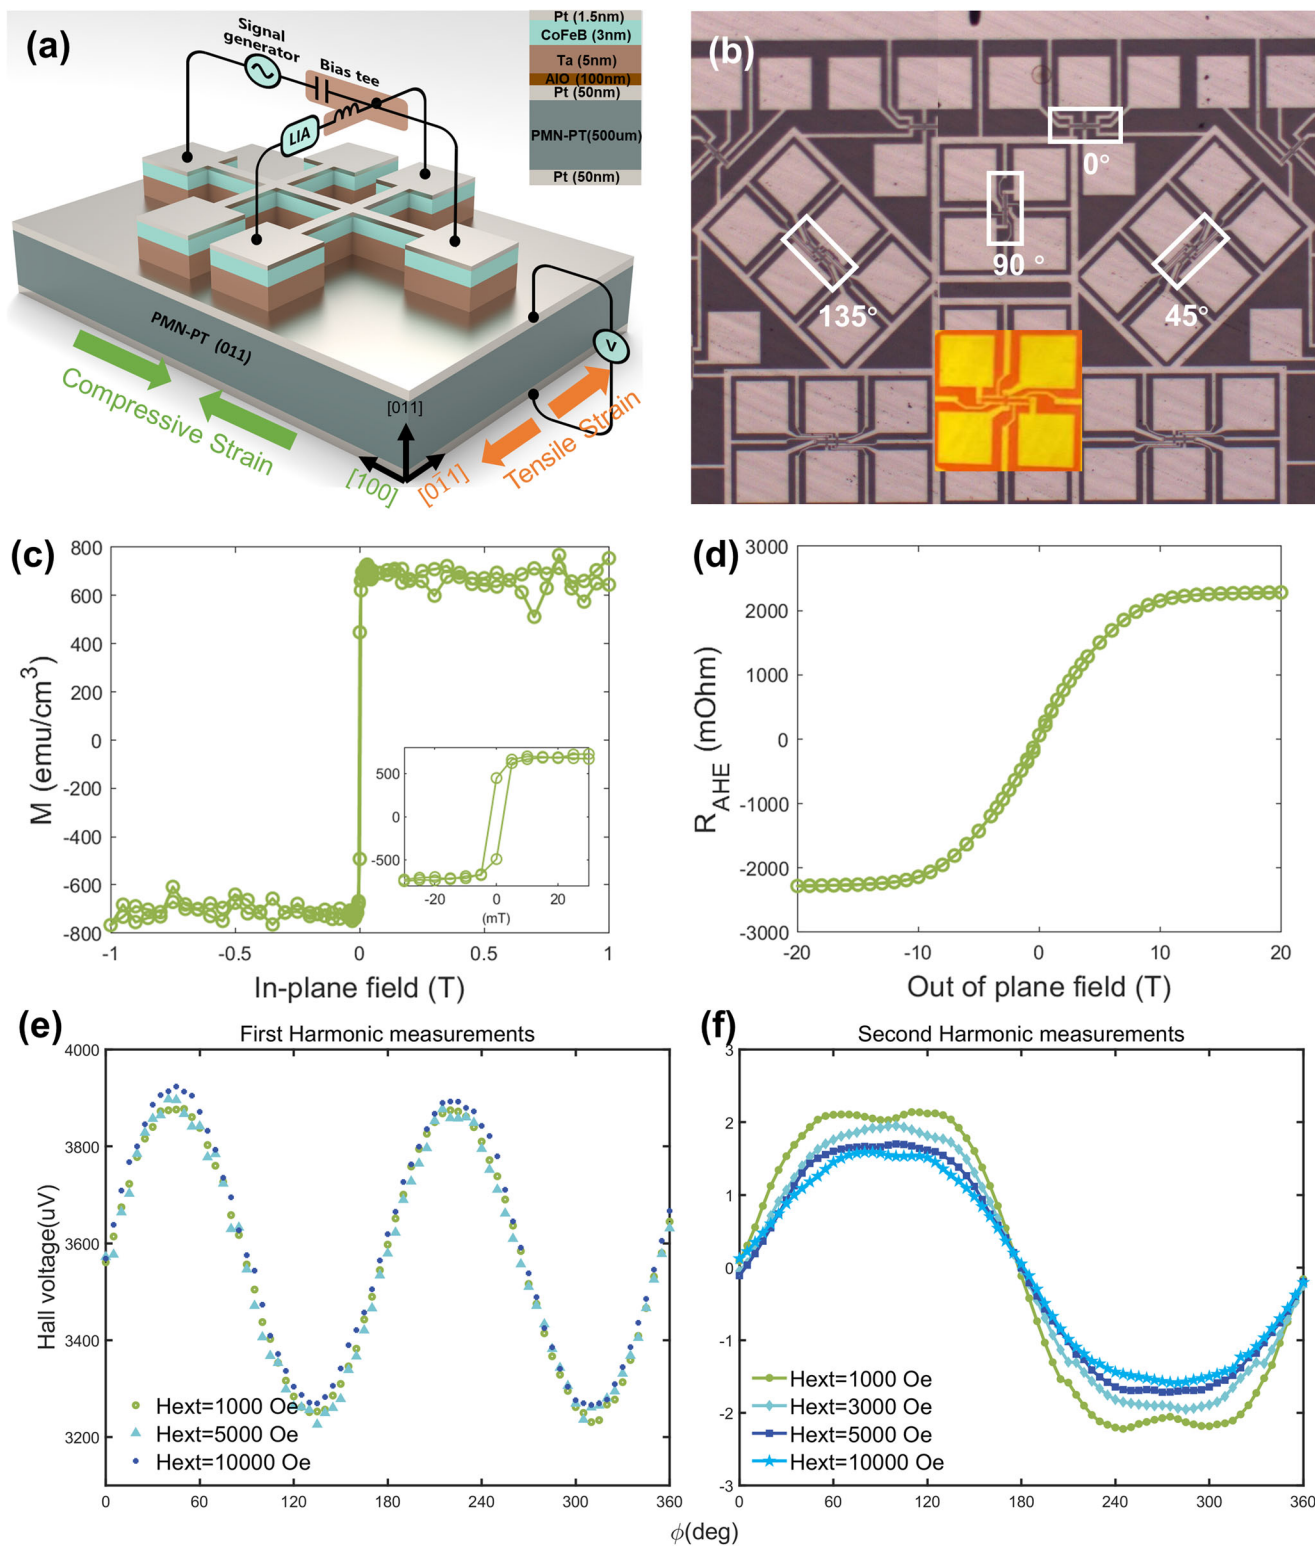 (a)
Signal
generator
Bias tee
LIA
Pt (1.5nm)
CoFeB (3nm)
Ta (5nm)
AlO (100nm)
Pt (50nm)
PMN-PT(500um)
Pt (50nm)
PMN-PT (011)
V
Compressive Strain
Tensile Strain
[011]
[100]
[01̄1]
(b)
0°
90 °
135°
45°
(c)
M (emu/cm³)
800
600
400
200
0
-200
-400
-600
-800
-1
-0.5
0
0.5
1
In-plane field (T)
500
0
-500
-20
0
20
(mT)
(d)
R_AHE (mOhm)
3000
2000
1000
0
-1000
-2000
-3000
-20
-10
0
10
20
Out of plane field (T)
(e)
First Harmonic measurements
Hall voltage(uV)
4000
3800
3600
3400
3200
Hext=1000 Oe
Hext=5000 Oe
Hext=10000 Oe
0
60
120
180
240
300
360
(f)
Second Harmonic measurements
3
2
1
0
-1
-2
-3
Hext=1000 Oe
Hext=3000 Oe
Hext=5000 Oe
Hext=10000 Oe
0
60
120
180
240
300
360
ϕ(deg)